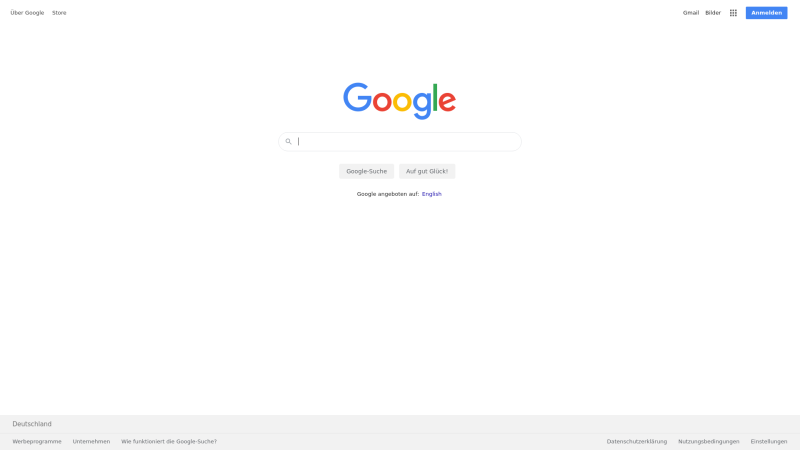 Über Google Store Gmail Bilder Anmelden
Google
Google-Suche Auf gut Glück!
Google angeboten auf: English
Deutschland
Werbeprogramme Unternehmen Wie funktioniert die Google-Suche? Datenschutzerklärung Nutzungsbedingungen Einstellungen